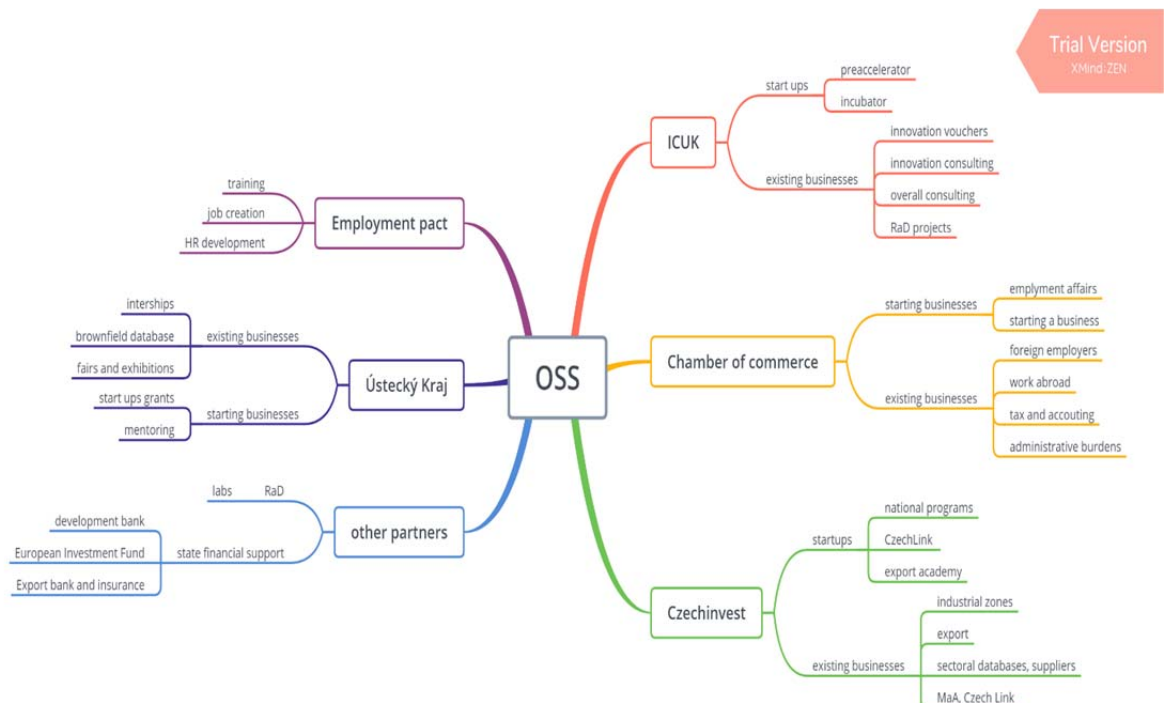 Trial Version
XMind:ZEN
OSS
ICUK
start ups
preaccelerator
incubator
existing businesses
innovation vouchers
innovation consulting
overall consulting
RaD projects
Chamber of commerce
starting businesses
emplyment affairs
starting a business
existing businesses
foreign employers
work abroad
tax and accouting
administrative burdens
Czechinvest
startups
national programs
CzechLink
export academy
existing businesses
industrial zones
export
sectoral databases, suppliers
MaA, Czech Link
Employment pact
training
job creation
HR development
Ústecký Kraj
existing businesses
interships
brownfield database
fairs and exhibitions
starting businesses
start ups grants
mentoring
other partners
RaD
labs
state financial support
development bank
European Investment Fund
Export bank and insurance